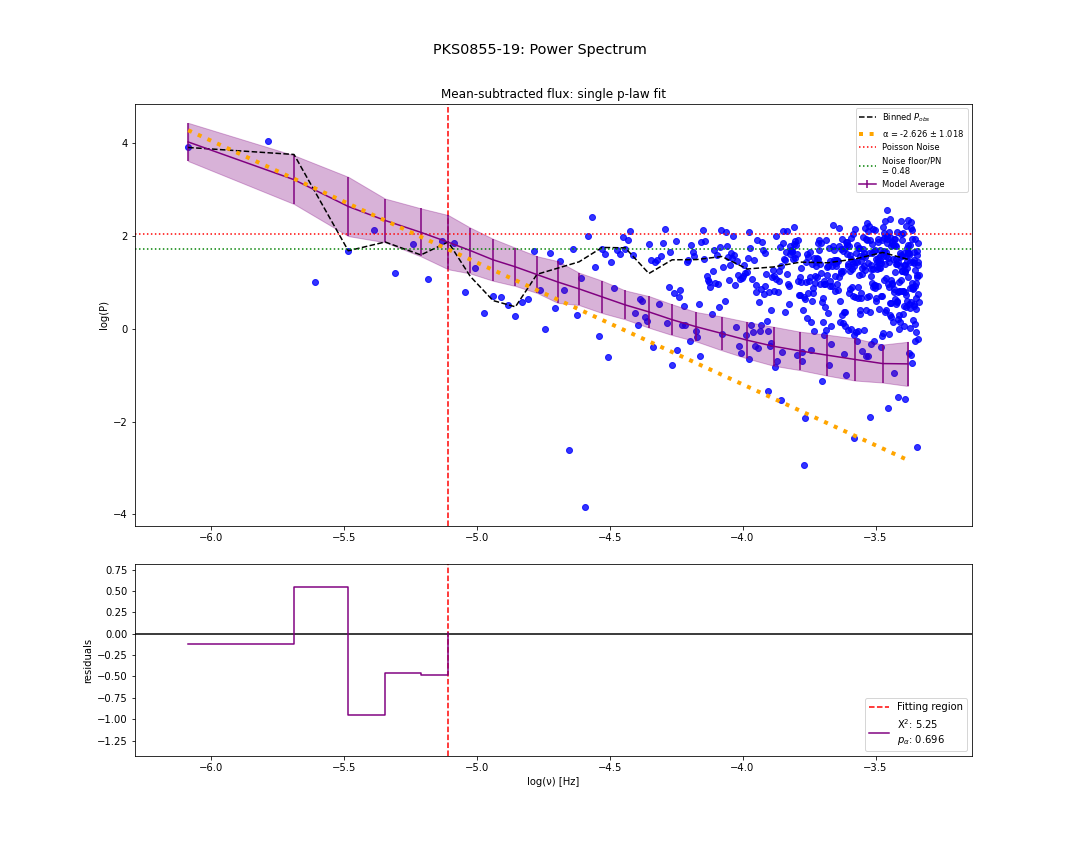 PKS0855-19: Power Spectrum
Mean-subtracted flux: single p-law fit
log(P)
4
2
0
−2
−4
Binned P_obs
α = -2.626 ± 1.018
Poisson Noise
Noise floor/PN
= 0.48
Model Average
−6.0 −5.5 −5.0 −4.5 −4.0 −3.5
residuals
0.75
0.50
0.25
0.00
−0.25
−0.50
−0.75
−1.00
−1.25
Fitting region
X²: 5.25
p_α: 0.696
−6.0 −5.5 −5.0 −4.5 −4.0 −3.5
log(ν) [Hz]